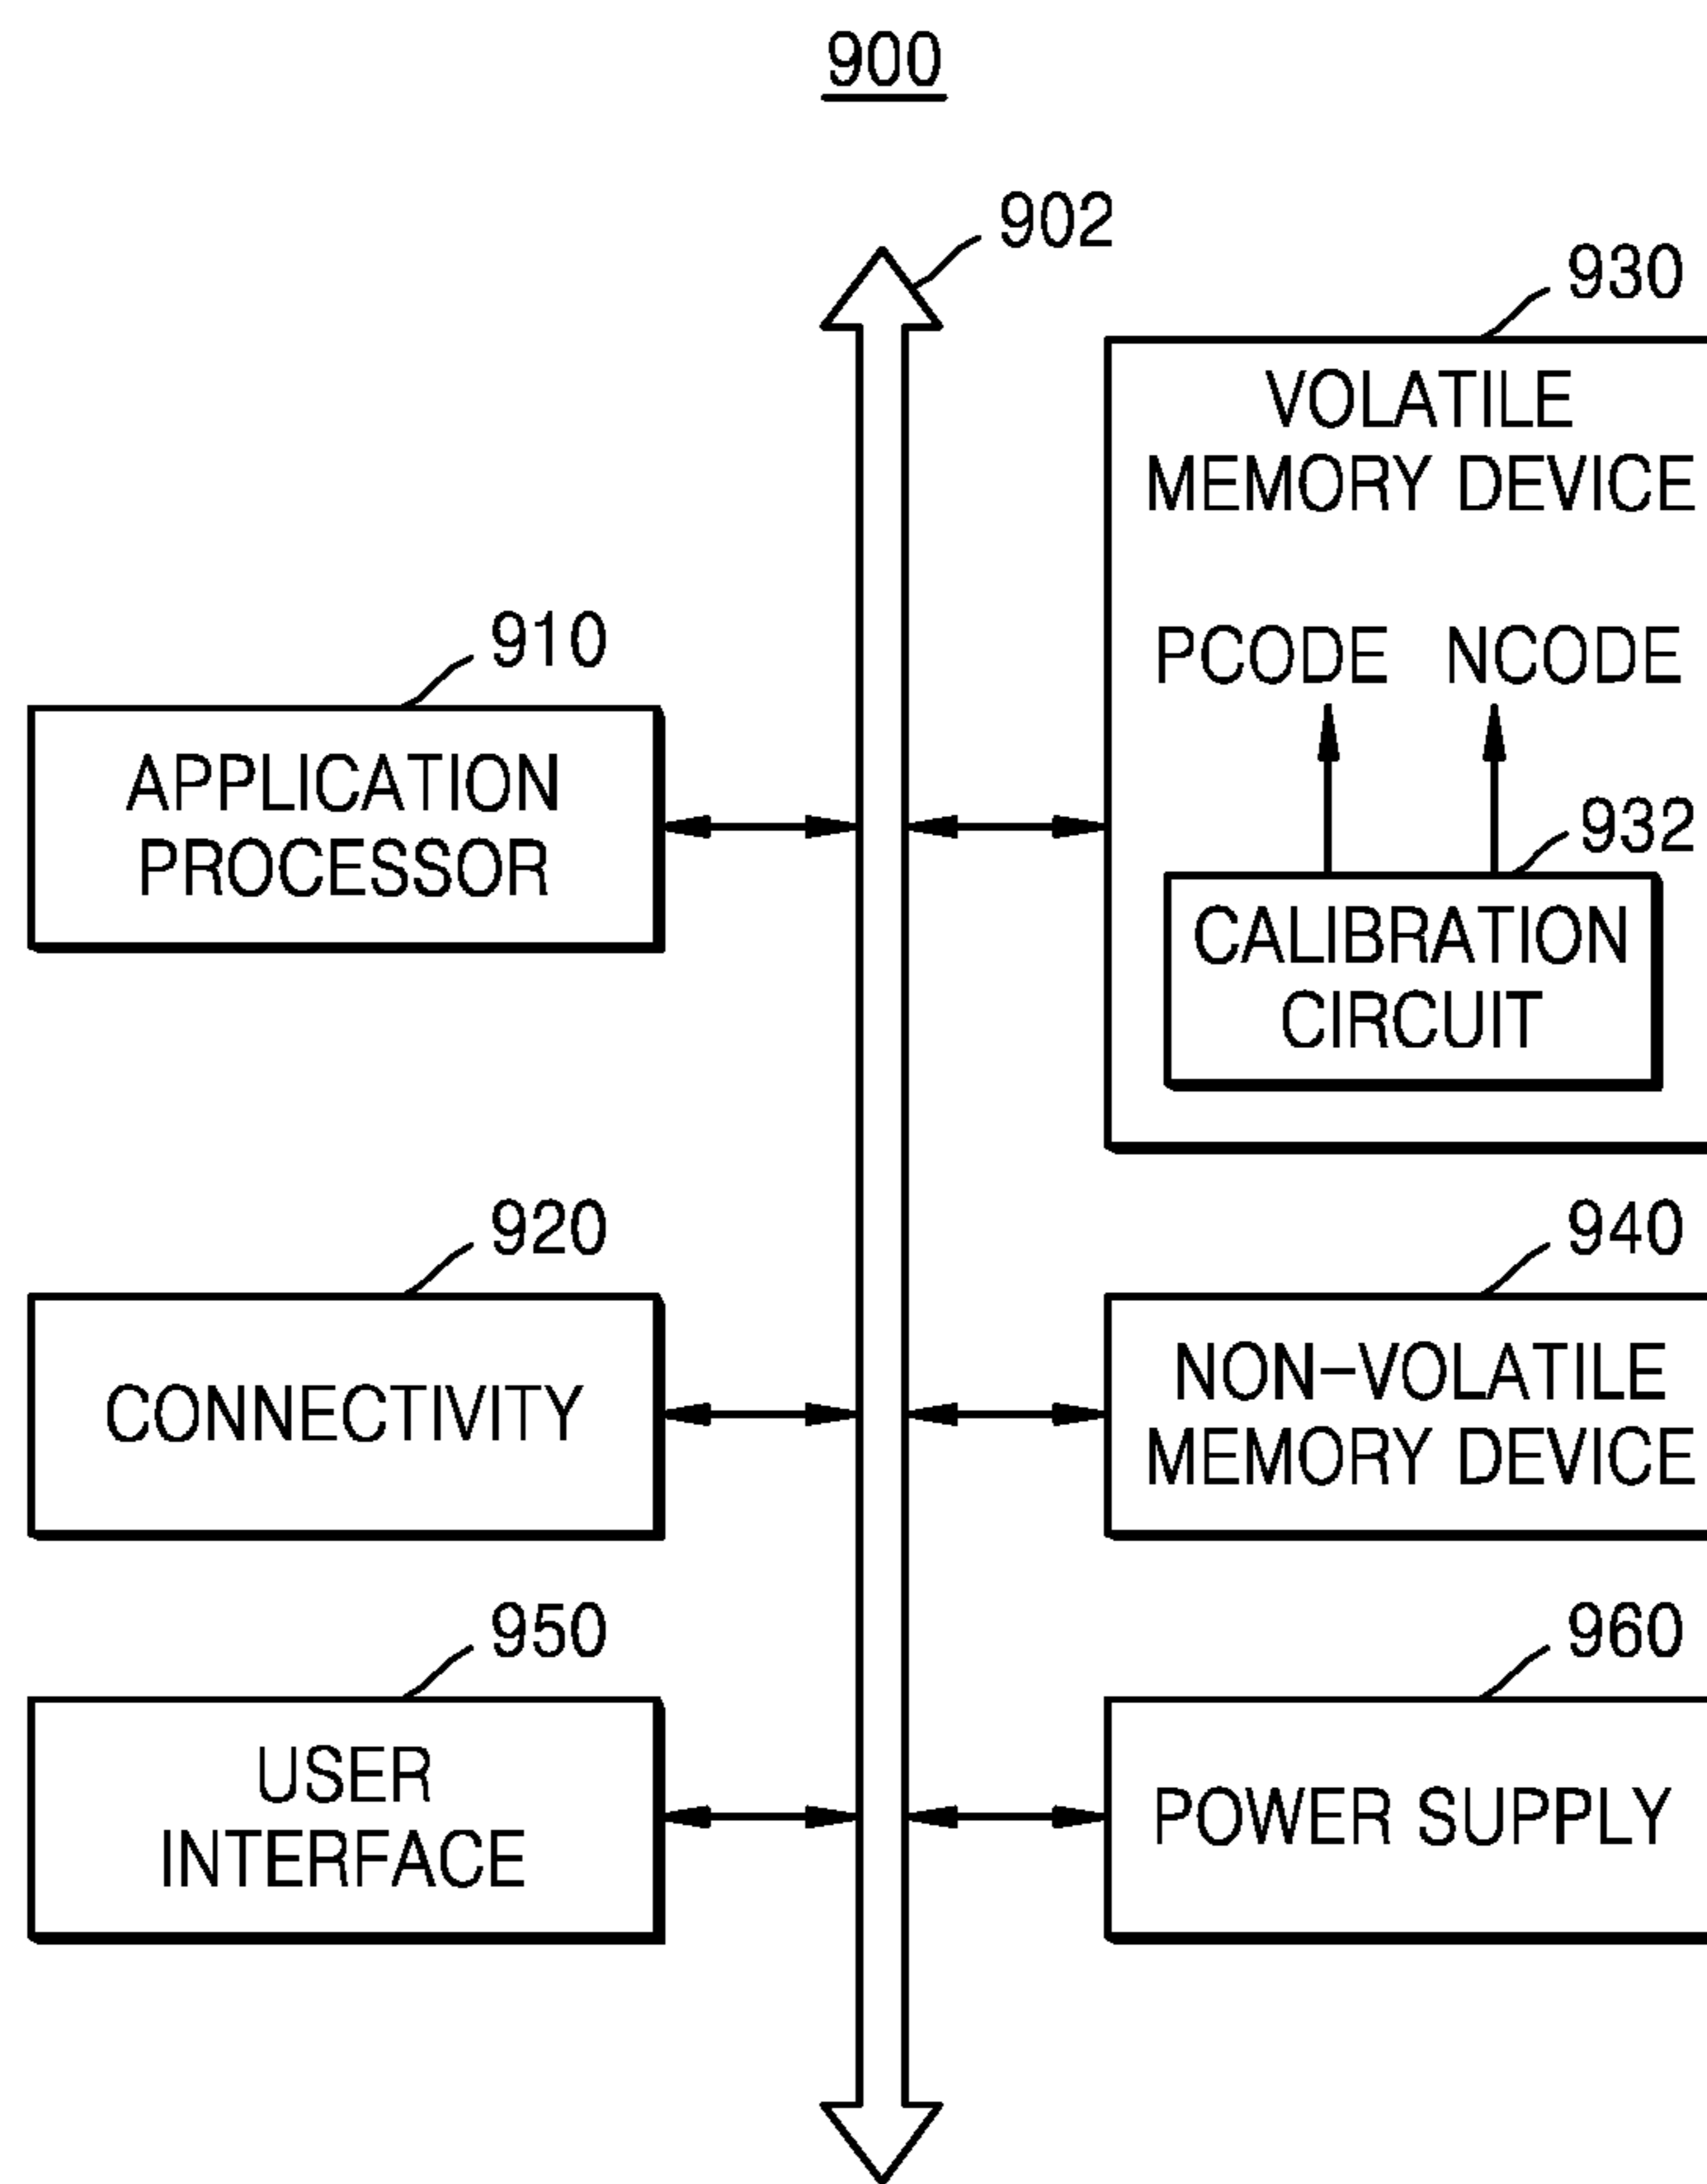 900
902
930
VOLATILE
MEMORY DEVICE
PCODE NCODE
932
CALIBRATION
CIRCUIT
910
APPLICATION
PROCESSOR
920
CONNECTIVITY
940
NON-VOLATILE
MEMORY DEVICE
950
USER
INTERFACE
960
POWER SUPPLY